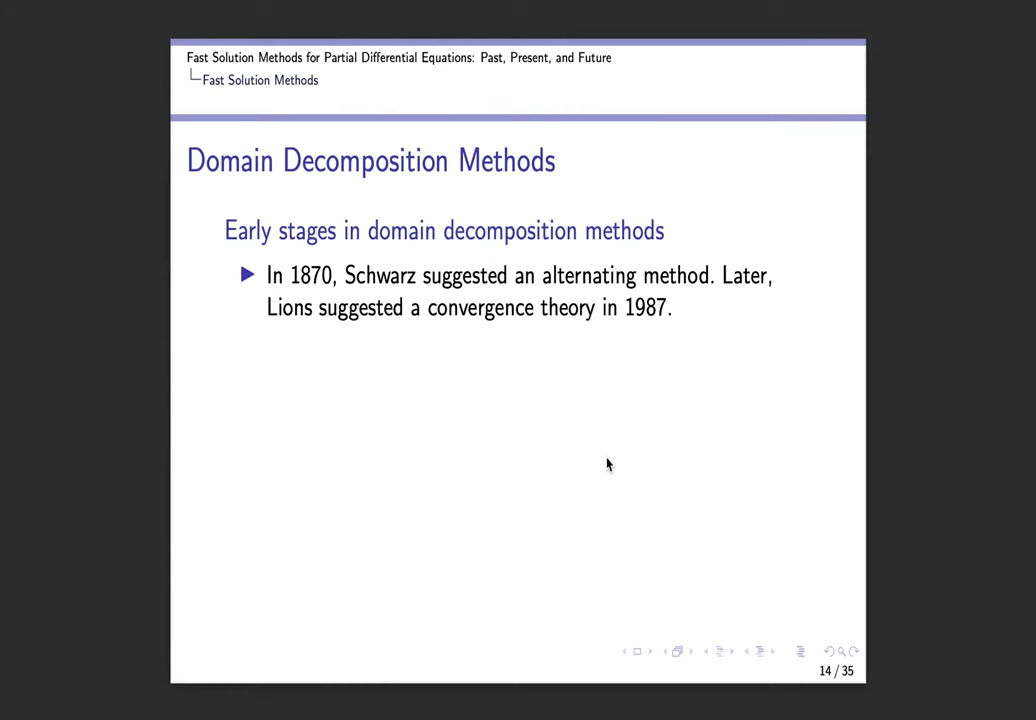 Fast Solution Methods for Partial Differential Equations: Past, Present, and Future
Fast Solution Methods
Domain Decomposition Methods
Early stages in domain decomposition methods
In 1870, Schwarz suggested an alternating method. Later,
Lions suggested a convergence theory in 1987.
14 / 35